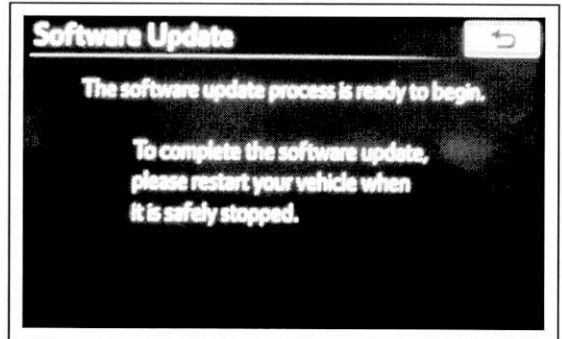 Software Update
The software update process is ready to begin.
To complete the software update,
please restart your vehicle when
it is safely stopped.